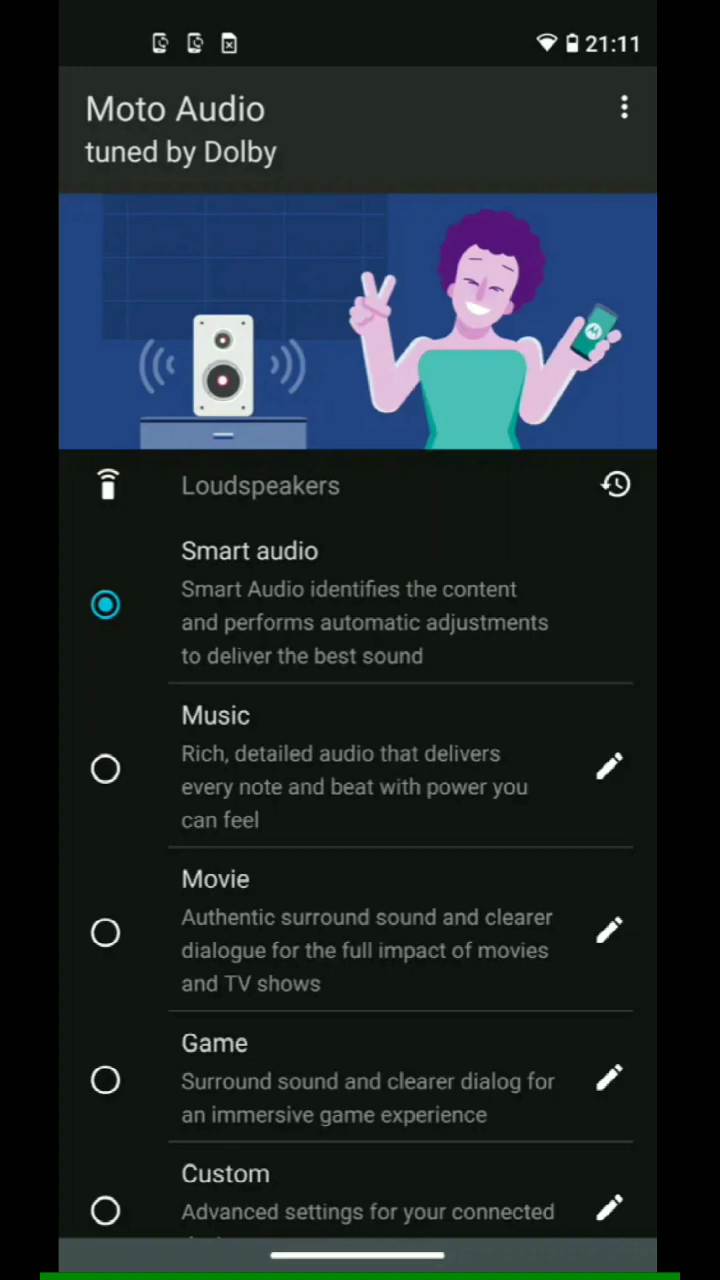 21:11
Moto Audio
tuned by Dolby
Loudspeakers
Smart audio
Smart Audio identifies the content
and performs automatic adjustments
to deliver the best sound
Music
Rich, detailed audio that delivers
every note and beat with power you
can feel
Movie
Authentic surround sound and clearer
dialogue for the full impact of movies
and TV shows
Game
Surround sound and clearer dialog for
an immersive game experience
Custom
Advanced settings for your connected